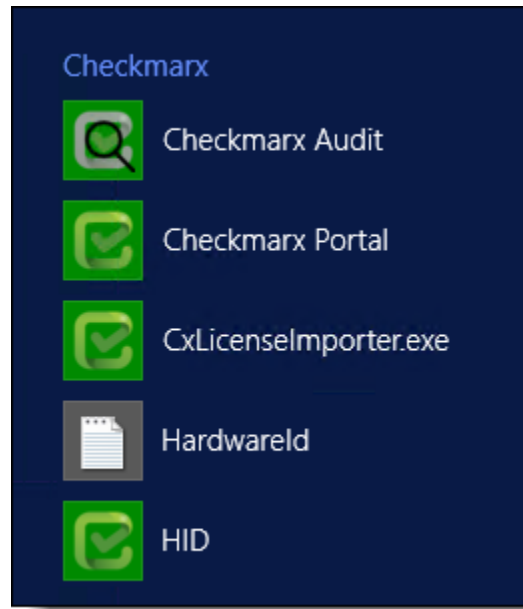 Checkmarx
Checkmarx Audit
Checkmarx Portal
CxLicenseImporter.exe
HardwareId
HID